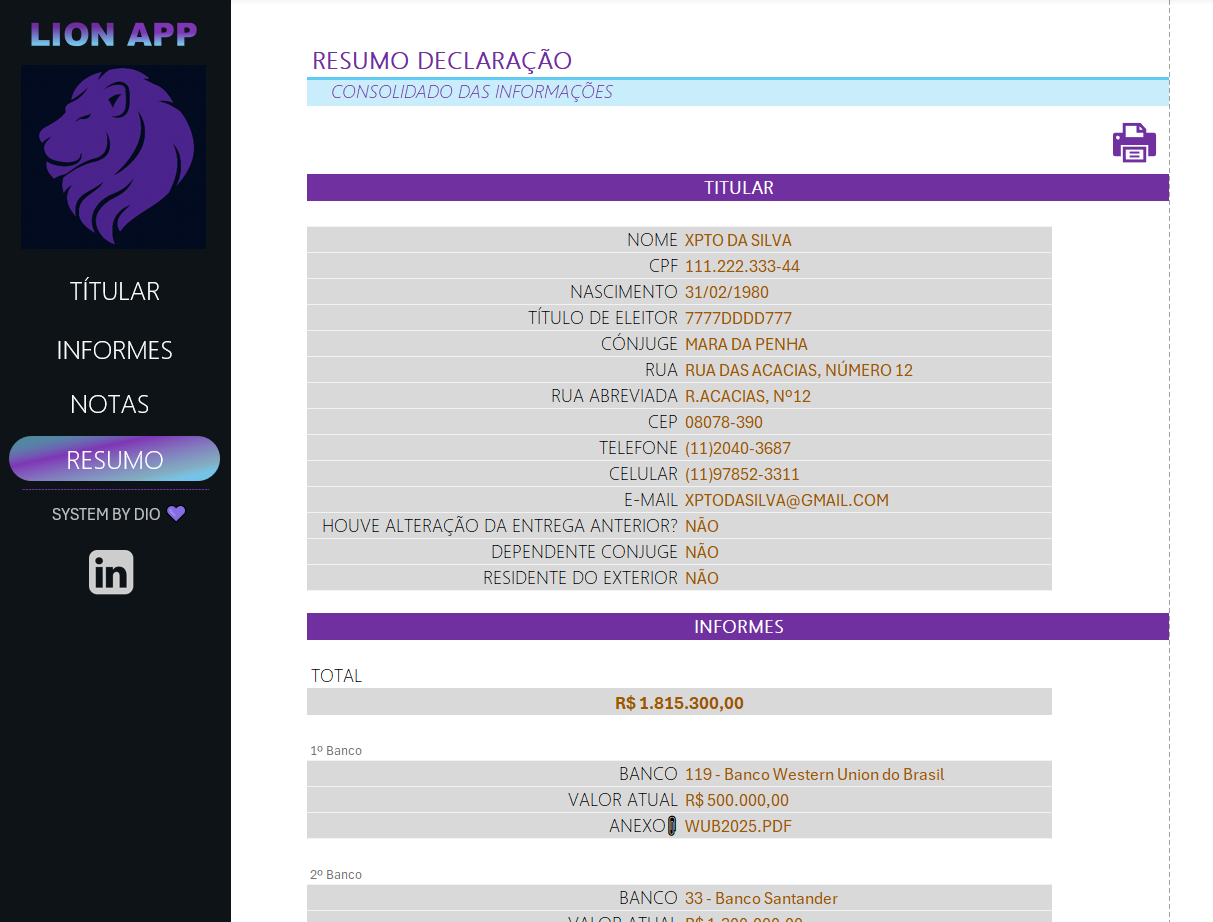 LION APP
TÍTULAR
INFORMES
NOTAS
RESUMO
SYSTEM BY DIO
in
RESUMO DECLARAÇÃO
CONSOLIDADO DAS INFORMAÇÕES
TITULAR
NOME XPTO DA SILVA
CPF 111.222.333-44
NASCIMENTO 31/02/1980
TÍTULO DE ELEITOR 7777DDDD777
CÓNJUGE MARA DA PENHA
RUA RUA DAS ACACIAS, NÚMERO 12
RUA ABREVIADA R.ACACIAS, Nº12
CEP 08078-390
TELEFONE (11)2040-3687
CELULAR (11)97852-3311
E-MAIL XPTODASILVA@GMAIL.COM
HOUVE ALTERAÇÃO DA ENTREGA ANTERIOR? NÃO
DEPENDENTE CONJUGE NÃO
RESIDENTE DO EXTERIOR NÃO
INFORMES
TOTAL
R$ 1.815.300,00
1º Banco
BANCO 119 - Banco Western Union do Brasil
VALOR ATUAL R$ 500.000,00
ANEXO WUB2025.PDF
2º Banco
BANCO 33 - Banco Santander
VALOR ATUAL